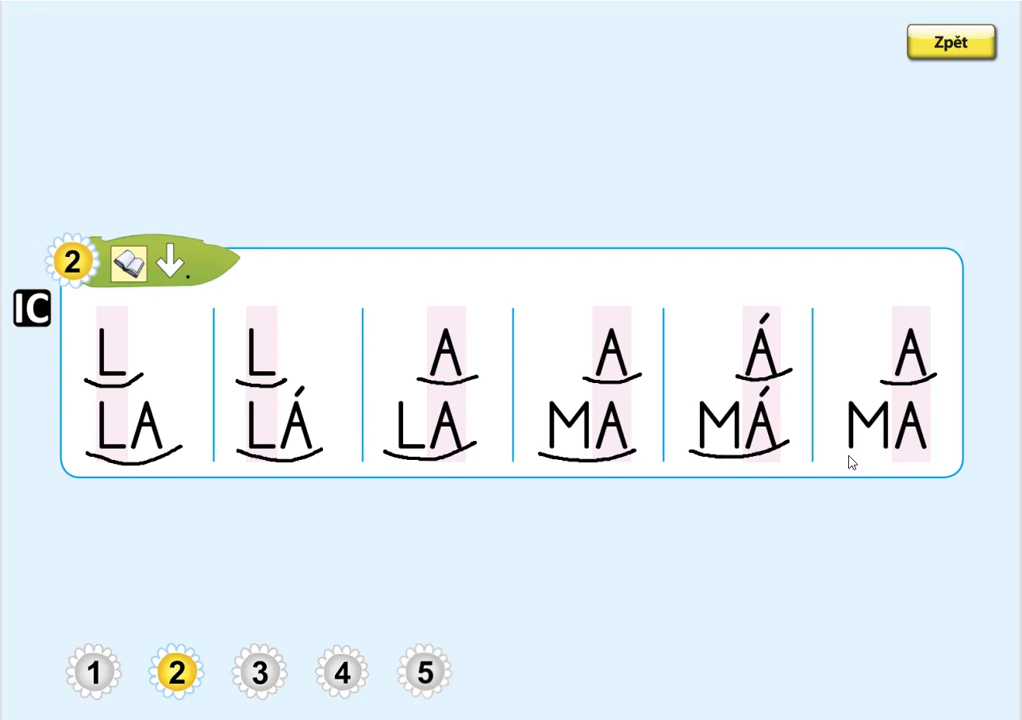 Zpět
2 .
IC
L L A A Á A
LA LÁ LA MA MÁ MA
1 2 3 4 5